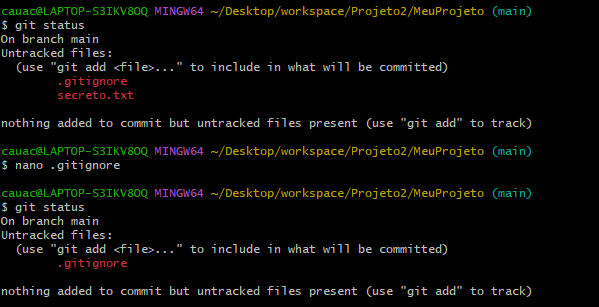 cauac@LAPTOP-S3IKV8OQ MINGW64 ~/Desktop/workspace/Projeto2/MeuProjeto (main)
$ git status
On branch main
Untracked files:
  (use "git add <file>..." to include in what will be committed)
        .gitignore
        secreto.txt

nothing added to commit but untracked files present (use "git add" to track)

cauac@LAPTOP-S3IKV8OQ MINGW64 ~/Desktop/workspace/Projeto2/MeuProjeto (main)
$ nano .gitignore

cauac@LAPTOP-S3IKV8OQ MINGW64 ~/Desktop/workspace/Projeto2/MeuProjeto (main)
$ git status
On branch main
Untracked files:
  (use "git add <file>..." to include in what will be committed)
        .gitignore

nothing added to commit but untracked files present (use "git add" to track)